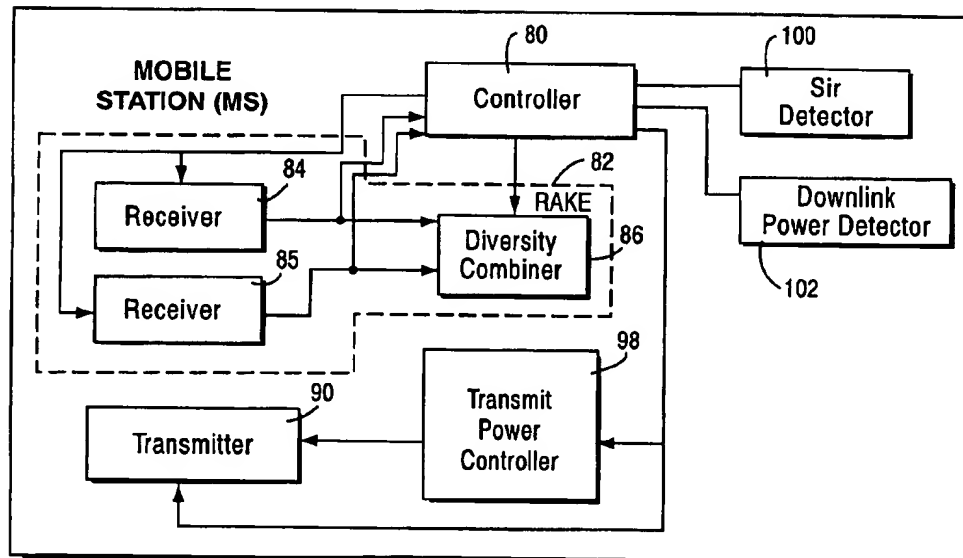 80
100
MOBILE
STATION (MS)
Controller
Sir
Detector
84
82
RAKE
Receiver
Diversity
Combiner
86
Downlink
Power Detector
85
102
Receiver
98
90
Transmit
Power
Controller
Transmitter